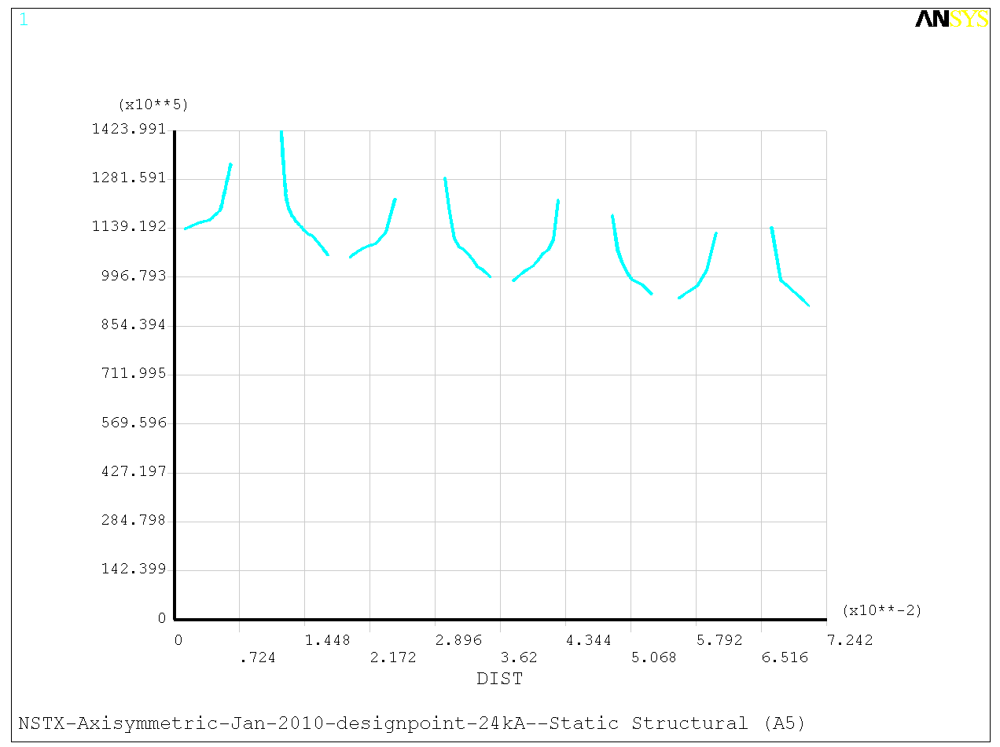 1
ANSYS
(x10**5)
1423.991
1281.591
1139.192
996.793
854.394
711.995
569.596
427.197
284.798
142.399
0
(x10**-2)
0 1.448 2.896 4.344 5.792 7.242
.724 2.172 3.62 5.068 6.516
DIST
NSTX-Axisymmetric-Jan-2010-designpoint-24kA--Static Structural (A5)